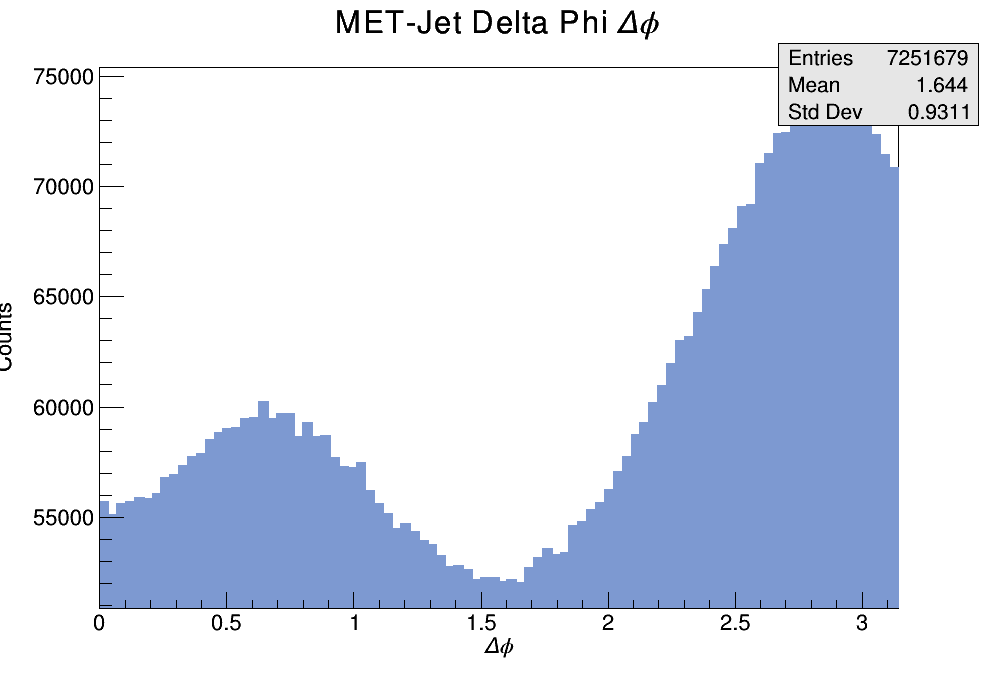 MET-Jet Delta Phi Δϕ
Entries 7251679
Mean 1.644
Std Dev 0.9311
75000
70000
65000
60000
55000
Counts
0 0.5 1 1.5 2 2.5 3
Δϕ